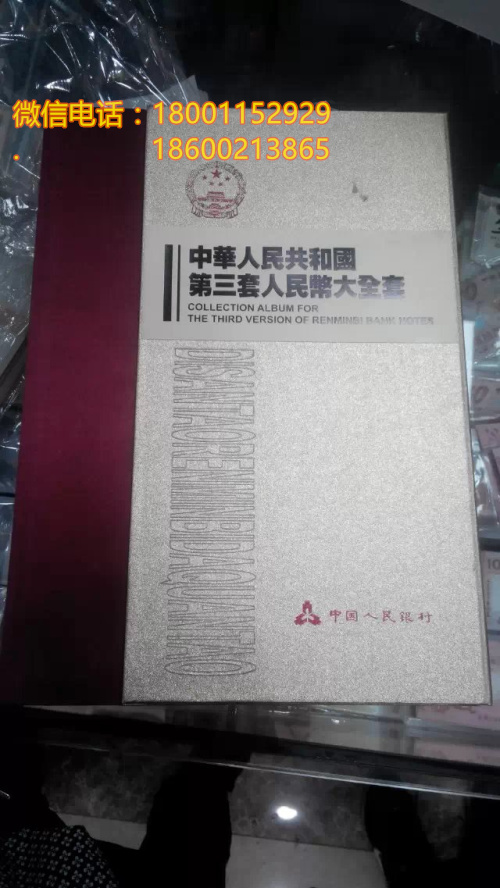 微信电话：18001152929
. 18600213865
中華人民共和國
第三套人民幣大全套
COLLECTION ALBUM FOR
THE THIRD VERSION OF RENMINBI BANK NOTES
DISANTAORENMINBIDAQUANTAO
中国人民银行